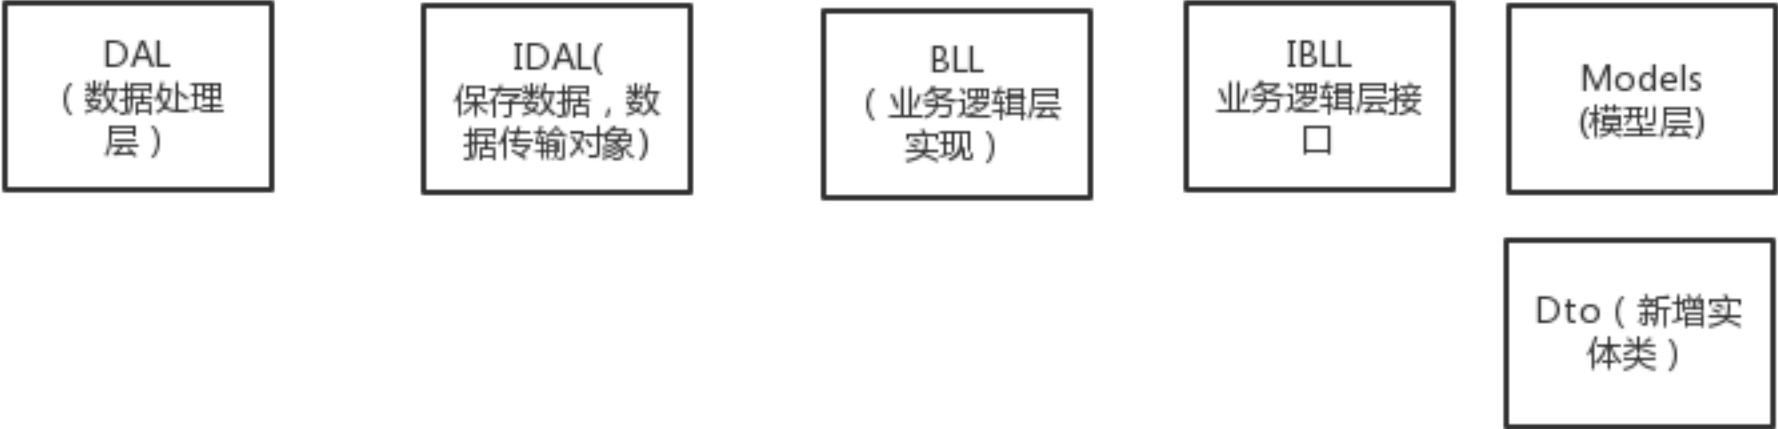 DAL
（数据处理
层）
IDAL(
保存数据，数
据传输对象)
BLL
（业务逻辑层
实现）
IBLL
业务逻辑层接
口
Models
(模型层)
Dto（新增实
体类）